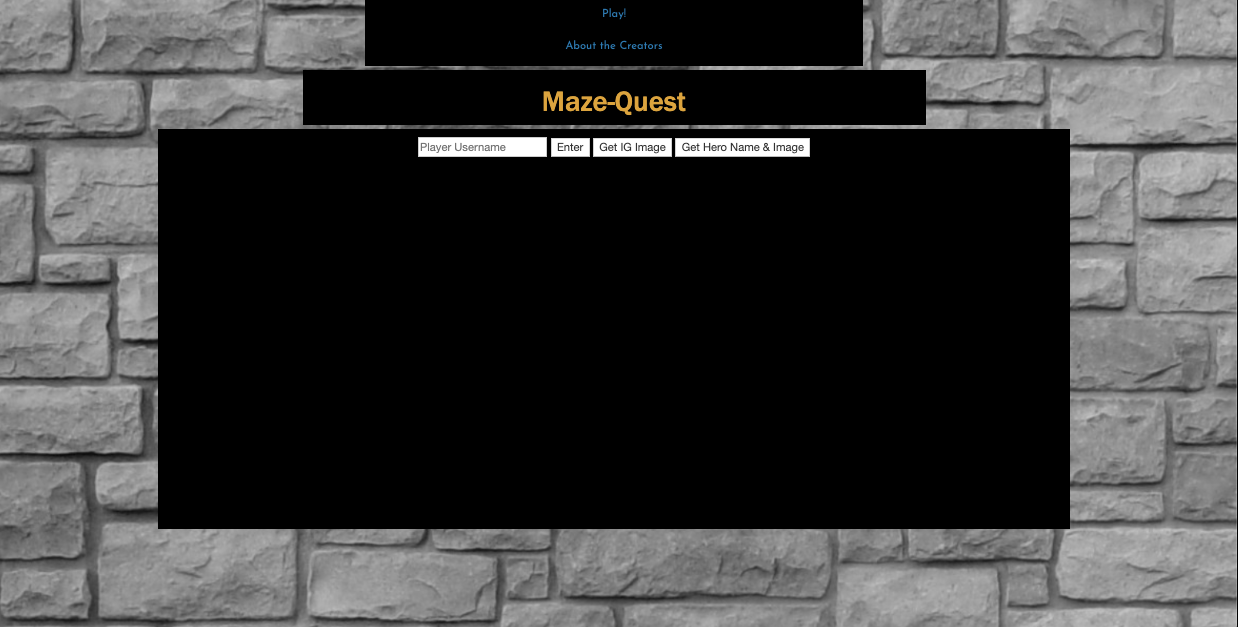 Play!
About the Creators
Maze-Quest
Player Username Enter Get IG Image Get Hero Name & Image